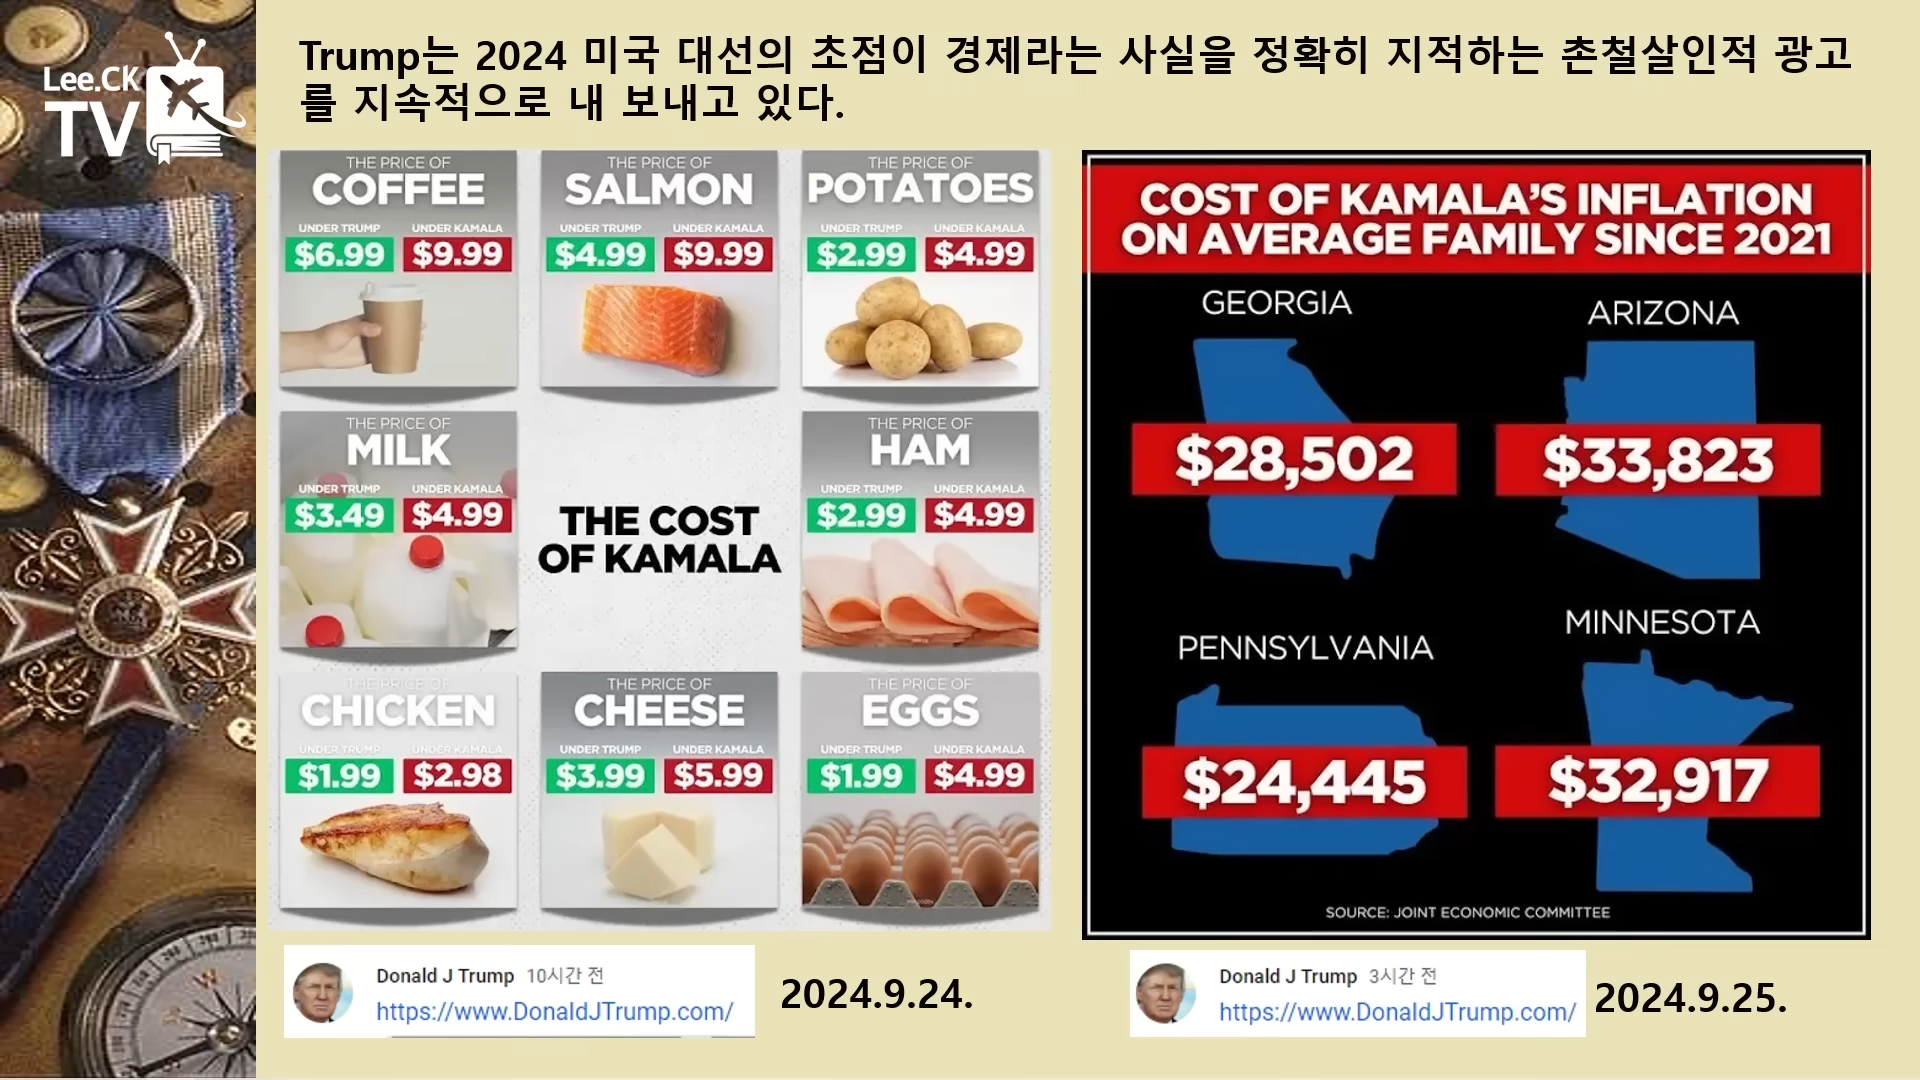 Lee.CK
TV
Trump는 2024 미국 대선의 초점이 경제라는 사실을 정확히 지적하는 촌철살인적 광고
를 지속적으로 내 보내고 있다.
THE PRICE OF
COFFEE
UNDER TRUMP UNDER KAMALA
$6.99 $9.99
THE PRICE OF
SALMON
UNDER TRUMP UNDER KAMALA
$4.99 $9.99
THE PRICE OF
POTATOES
UNDER TRUMP UNDER KAMALA
$2.99 $4.99
THE PRICE OF
MILK
UNDER TRUMP UNDER KAMALA
$3.49 $4.99
THE COST
OF KAMALA
THE PRICE OF
HAM
UNDER TRUMP UNDER KAMALA
$2.99 $4.99
THE PRICE OF
CHICKEN
UNDER TRUMP UNDER KAMALA
$1.99 $2.98
THE PRICE OF
CHEESE
UNDER TRUMP UNDER KAMALA
$3.99 $5.99
THE PRICE OF
EGGS
UNDER TRUMP UNDER KAMALA
$1.99 $4.99
Donald J Trump 10시간 전
https://www.DonaldJTrump.com/
2024.9.24.
COST OF KAMALA'S INFLATION
ON AVERAGE FAMILY SINCE 2021
GEORGIA
$28,502
ARIZONA
$33,823
PENNSYLVANIA
$24,445
MINNESOTA
$32,917
SOURCE: JOINT ECONOMIC COMMITTEE
Donald J Trump 3시간 전
https://www.DonaldJTrump.com/
2024.9.25.